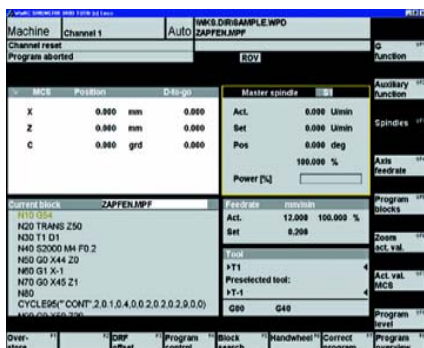 Machine Channel 1 Auto \WKS.DIR\SAMPLE.WPD
ZAPFEN.MPF
Channel reset
Program aborted
ROV
G function
Auxiliary function
Spindles
Axis feedrate
Program blocks
Zoom act. val.
Act. val. MCS
Program level
MCS Position D-to-go
X 0.000 mm 0.000
Z 0.000 mm 0.000
C 0.000 grd 0.000
Master spindle S1
Act. 0.000 U/min
Set 0.000 U/min
Pos 0.000 deg
100.000 %
Power [%]
Current block ZAPFEN.MPF
N10 G54
N20 TRANS Z50
N30 T1 D1
N40 S2000 M4 F0.2
N50 G0 X44 Z0
N60 G1 X-1
N70 G0 X45 Z1
N80
CYCLE95("CONT",2,0.1,0.4,0,0.2,0.2,0.2,9,0,0)
Feedrate mm/min
Act. 12.000 100.000 %
Set 0.200
Tool
T1
Preselected tool:
T-1
G00 G40
DRF offset
Program control
Block search
Handwheel
Correct program
Program overview